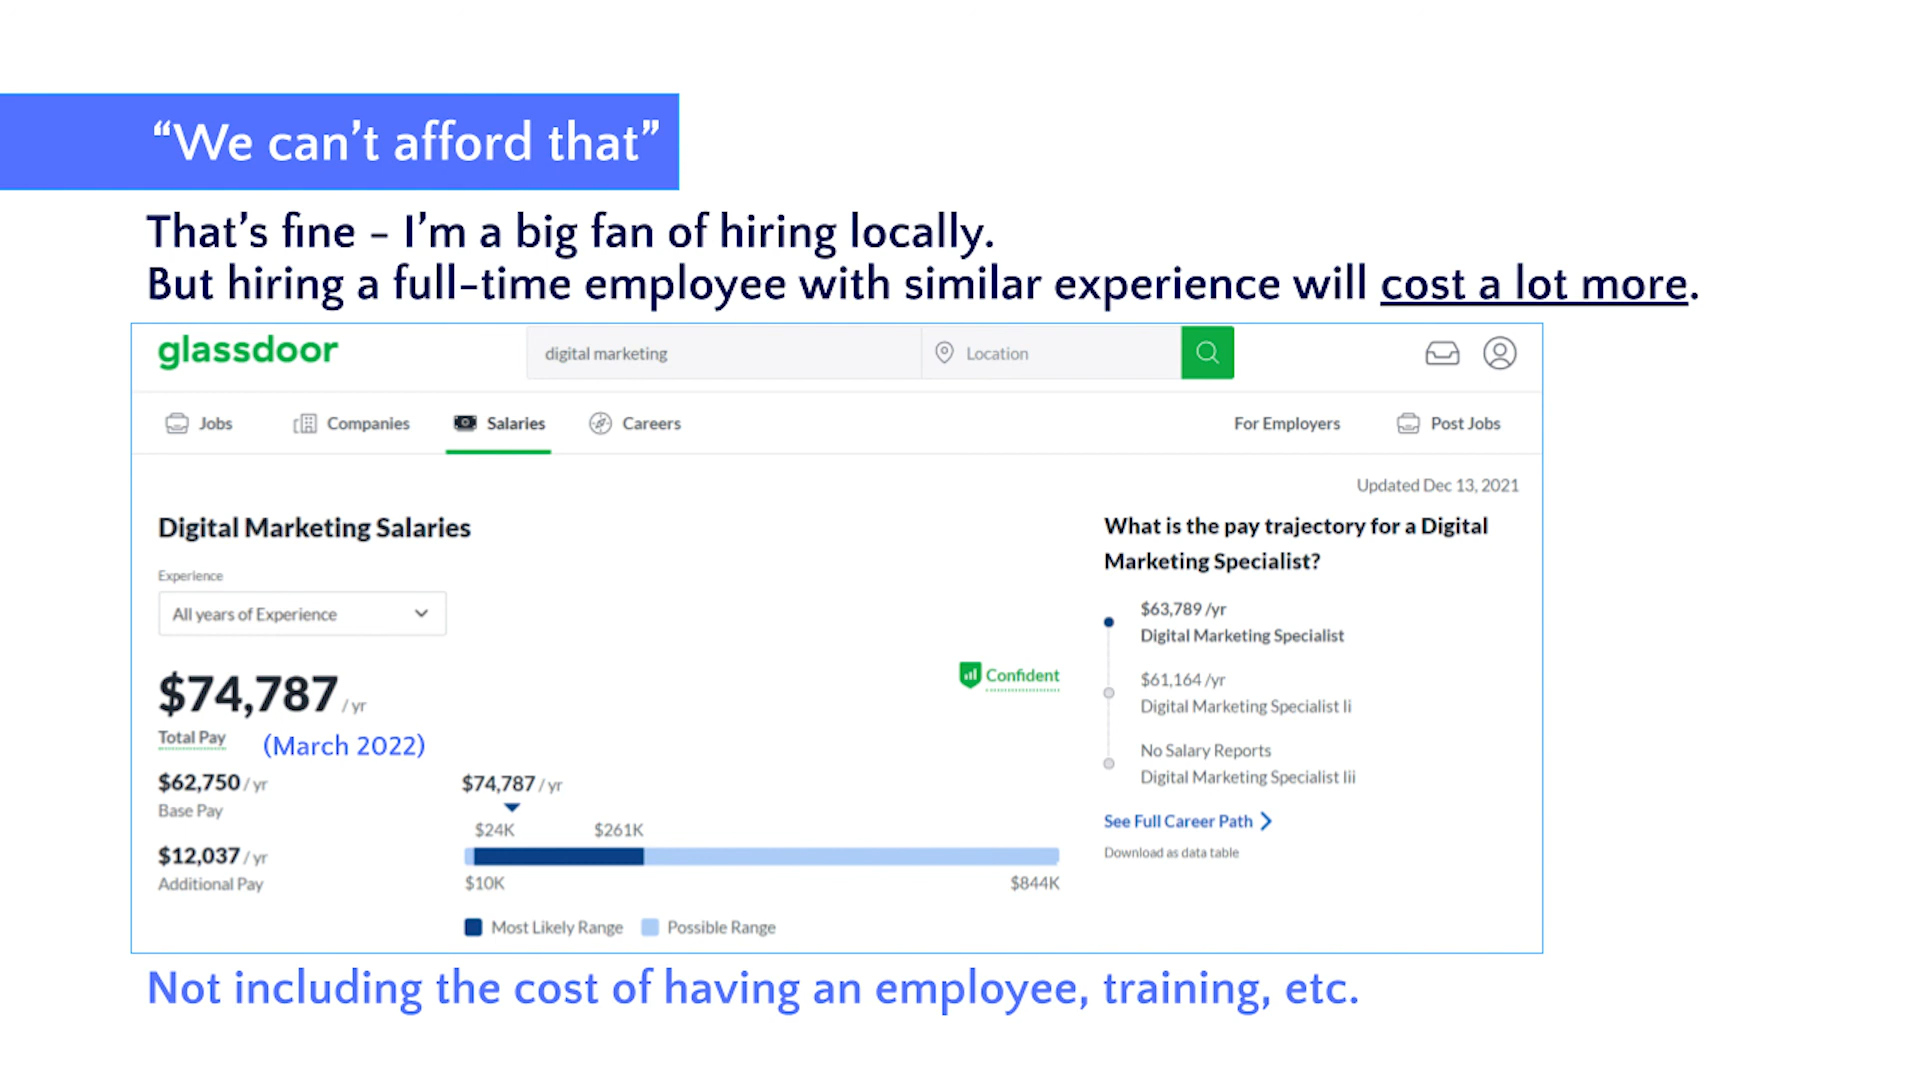 “We can’t afford that”
That’s fine – I’m a big fan of hiring locally.
But hiring a full-time employee with similar experience will cost a lot more.
glassdoor
digital marketing
Location
Jobs
Companies
Salaries
Careers
For Employers
Post Jobs
Updated Dec 13, 2021
Digital Marketing Salaries
Experience
All years of Experience
$74,787 / yr
Total Pay
(March 2022)
$62,750 / yr
Base Pay
$12,037 / yr
Additional Pay
Confident
$74,787 / yr
$24K
$261K
$10K
$844K
Most Likely Range
Possible Range
What is the pay trajectory for a Digital
Marketing Specialist?
$63,789 /yr
Digital Marketing Specialist
$61,164 /yr
Digital Marketing Specialist Ii
No Salary Reports
Digital Marketing Specialist Iii
See Full Career Path
Download as data table
Not including the cost of having an employee, training, etc.